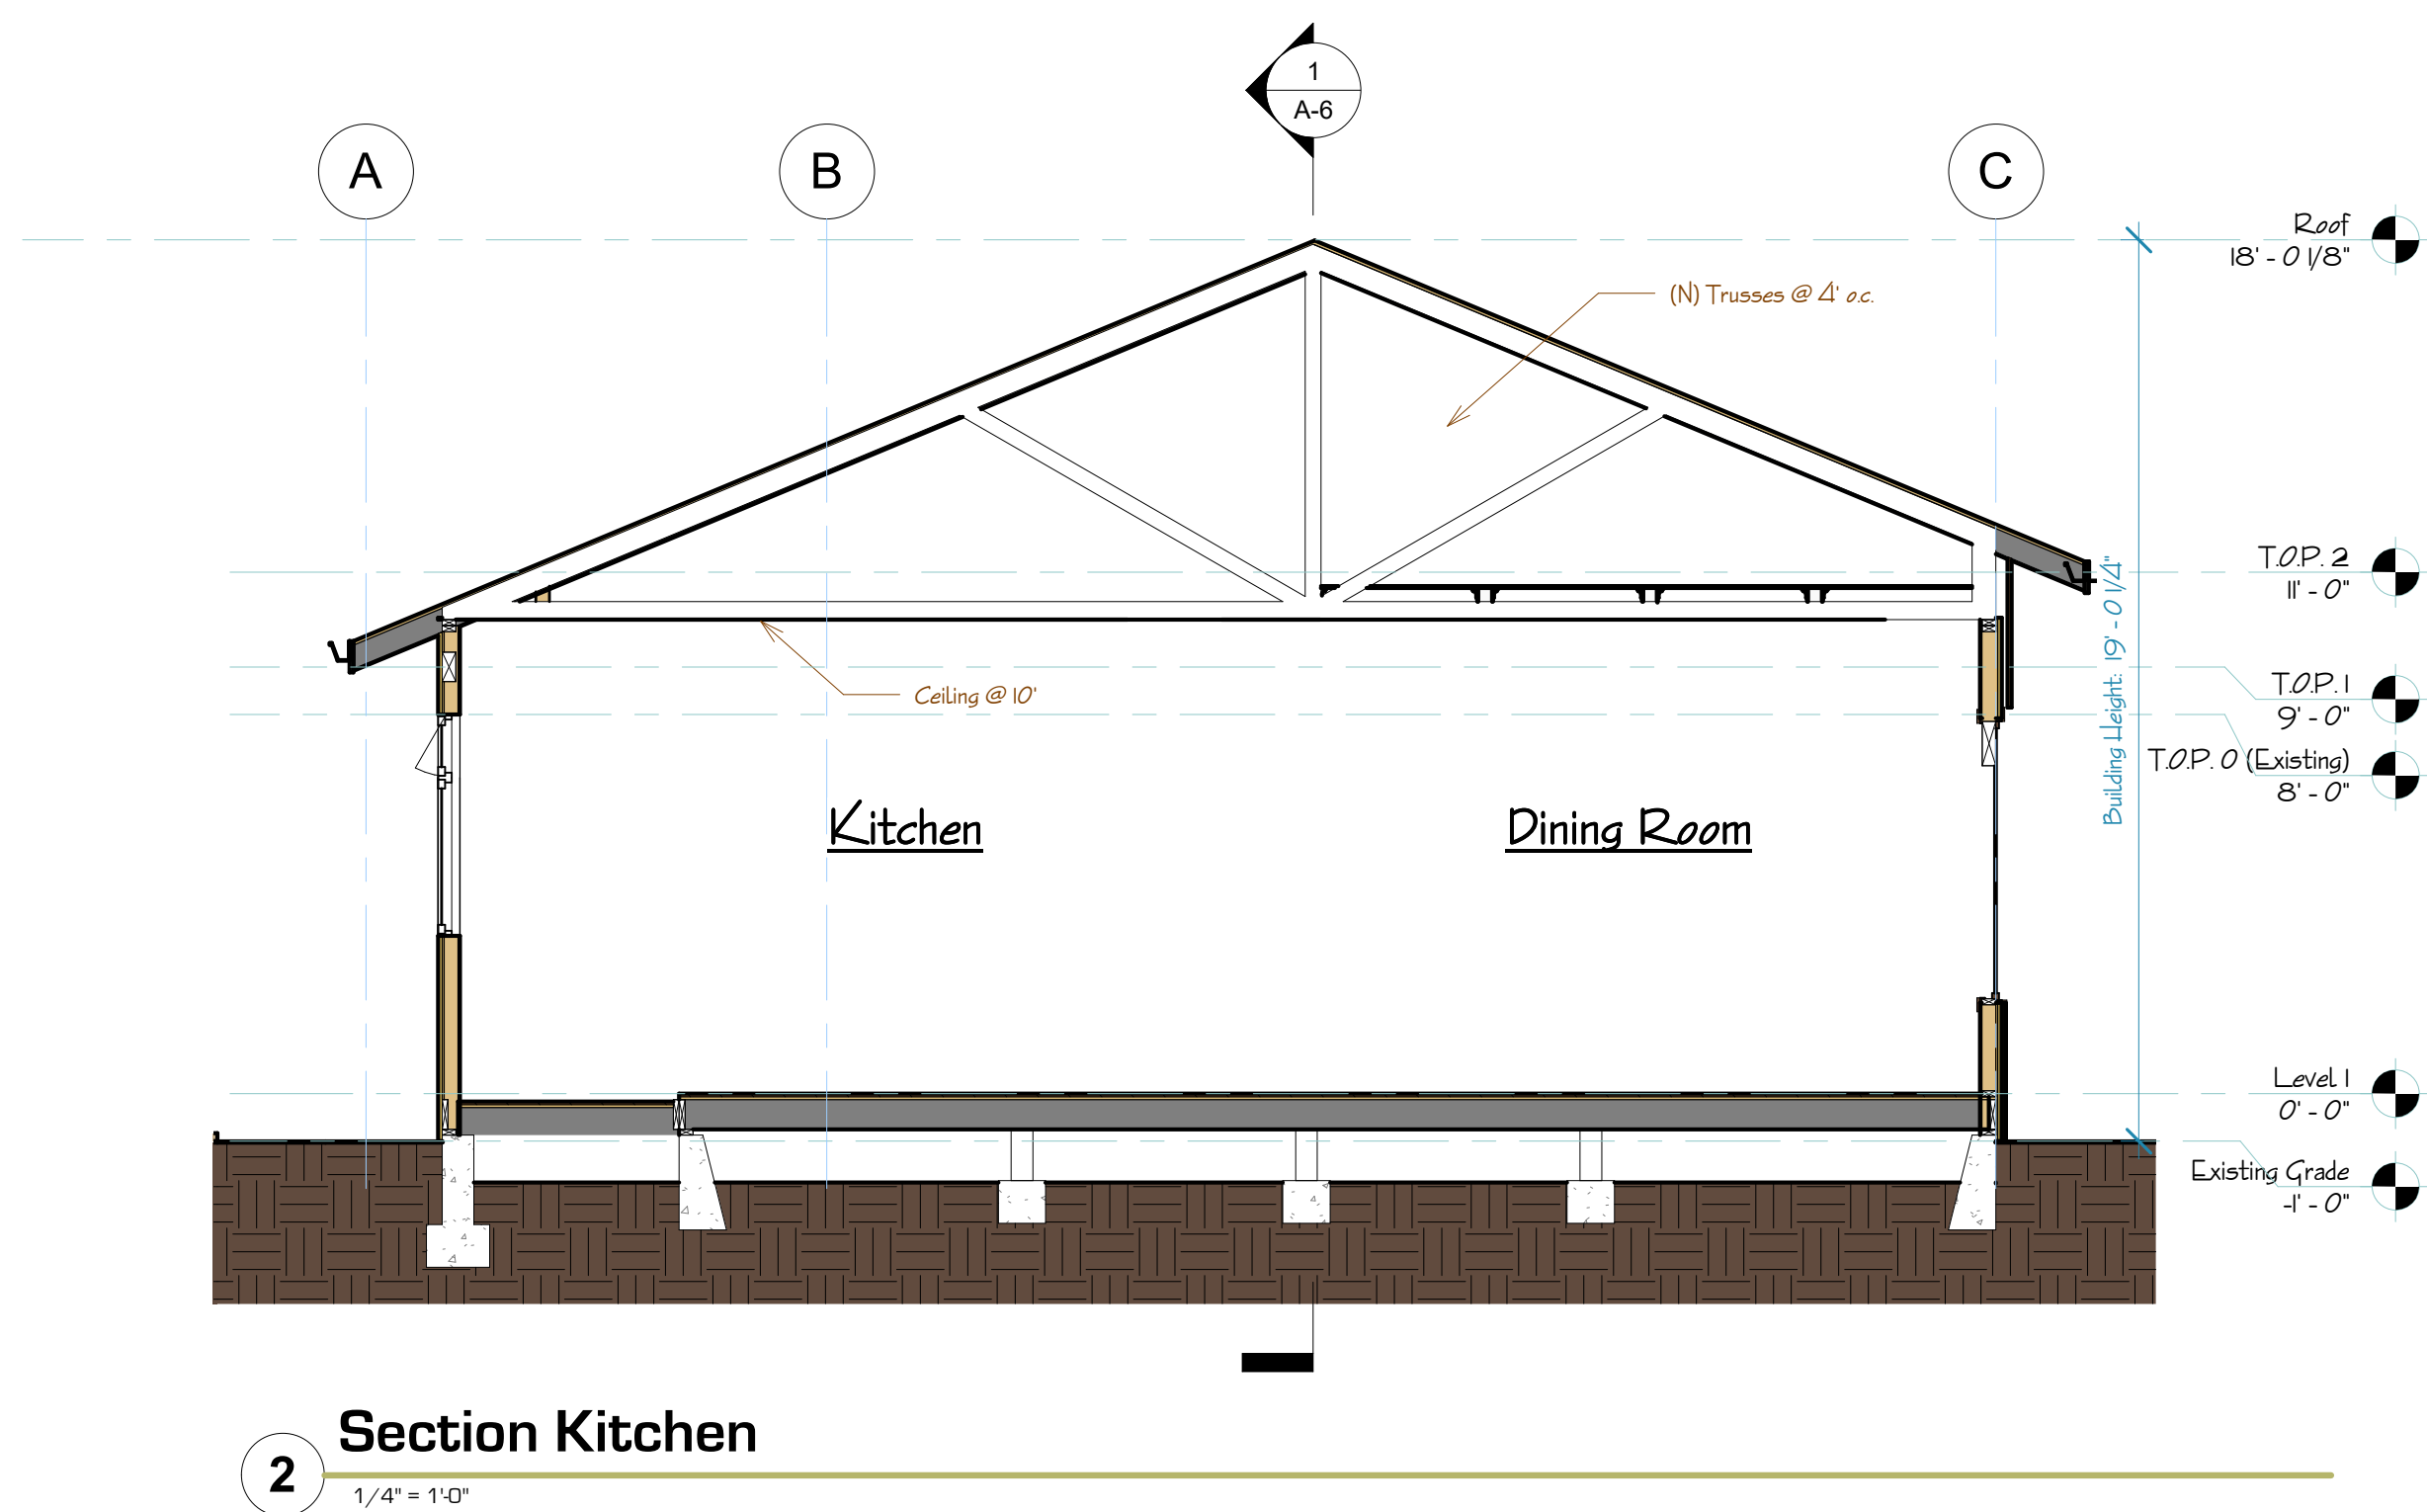 1
A-6
A
B
C
Roof
18' - 0 1/8"
(N) Trusses @ 4' o.c.
T.O.P. 2
11' - 0"
Ceiling @ 10'
T.O.P. 1
9' - 0"
Building Height: 19' - 0 1/4"
T.O.P. 0 (Existing)
8' - 0"
Kitchen
Dining Room
Level 1
0' - 0"
Existing Grade
-1' - 0"
Section Kitchen
2
1/4" = 1'-0"